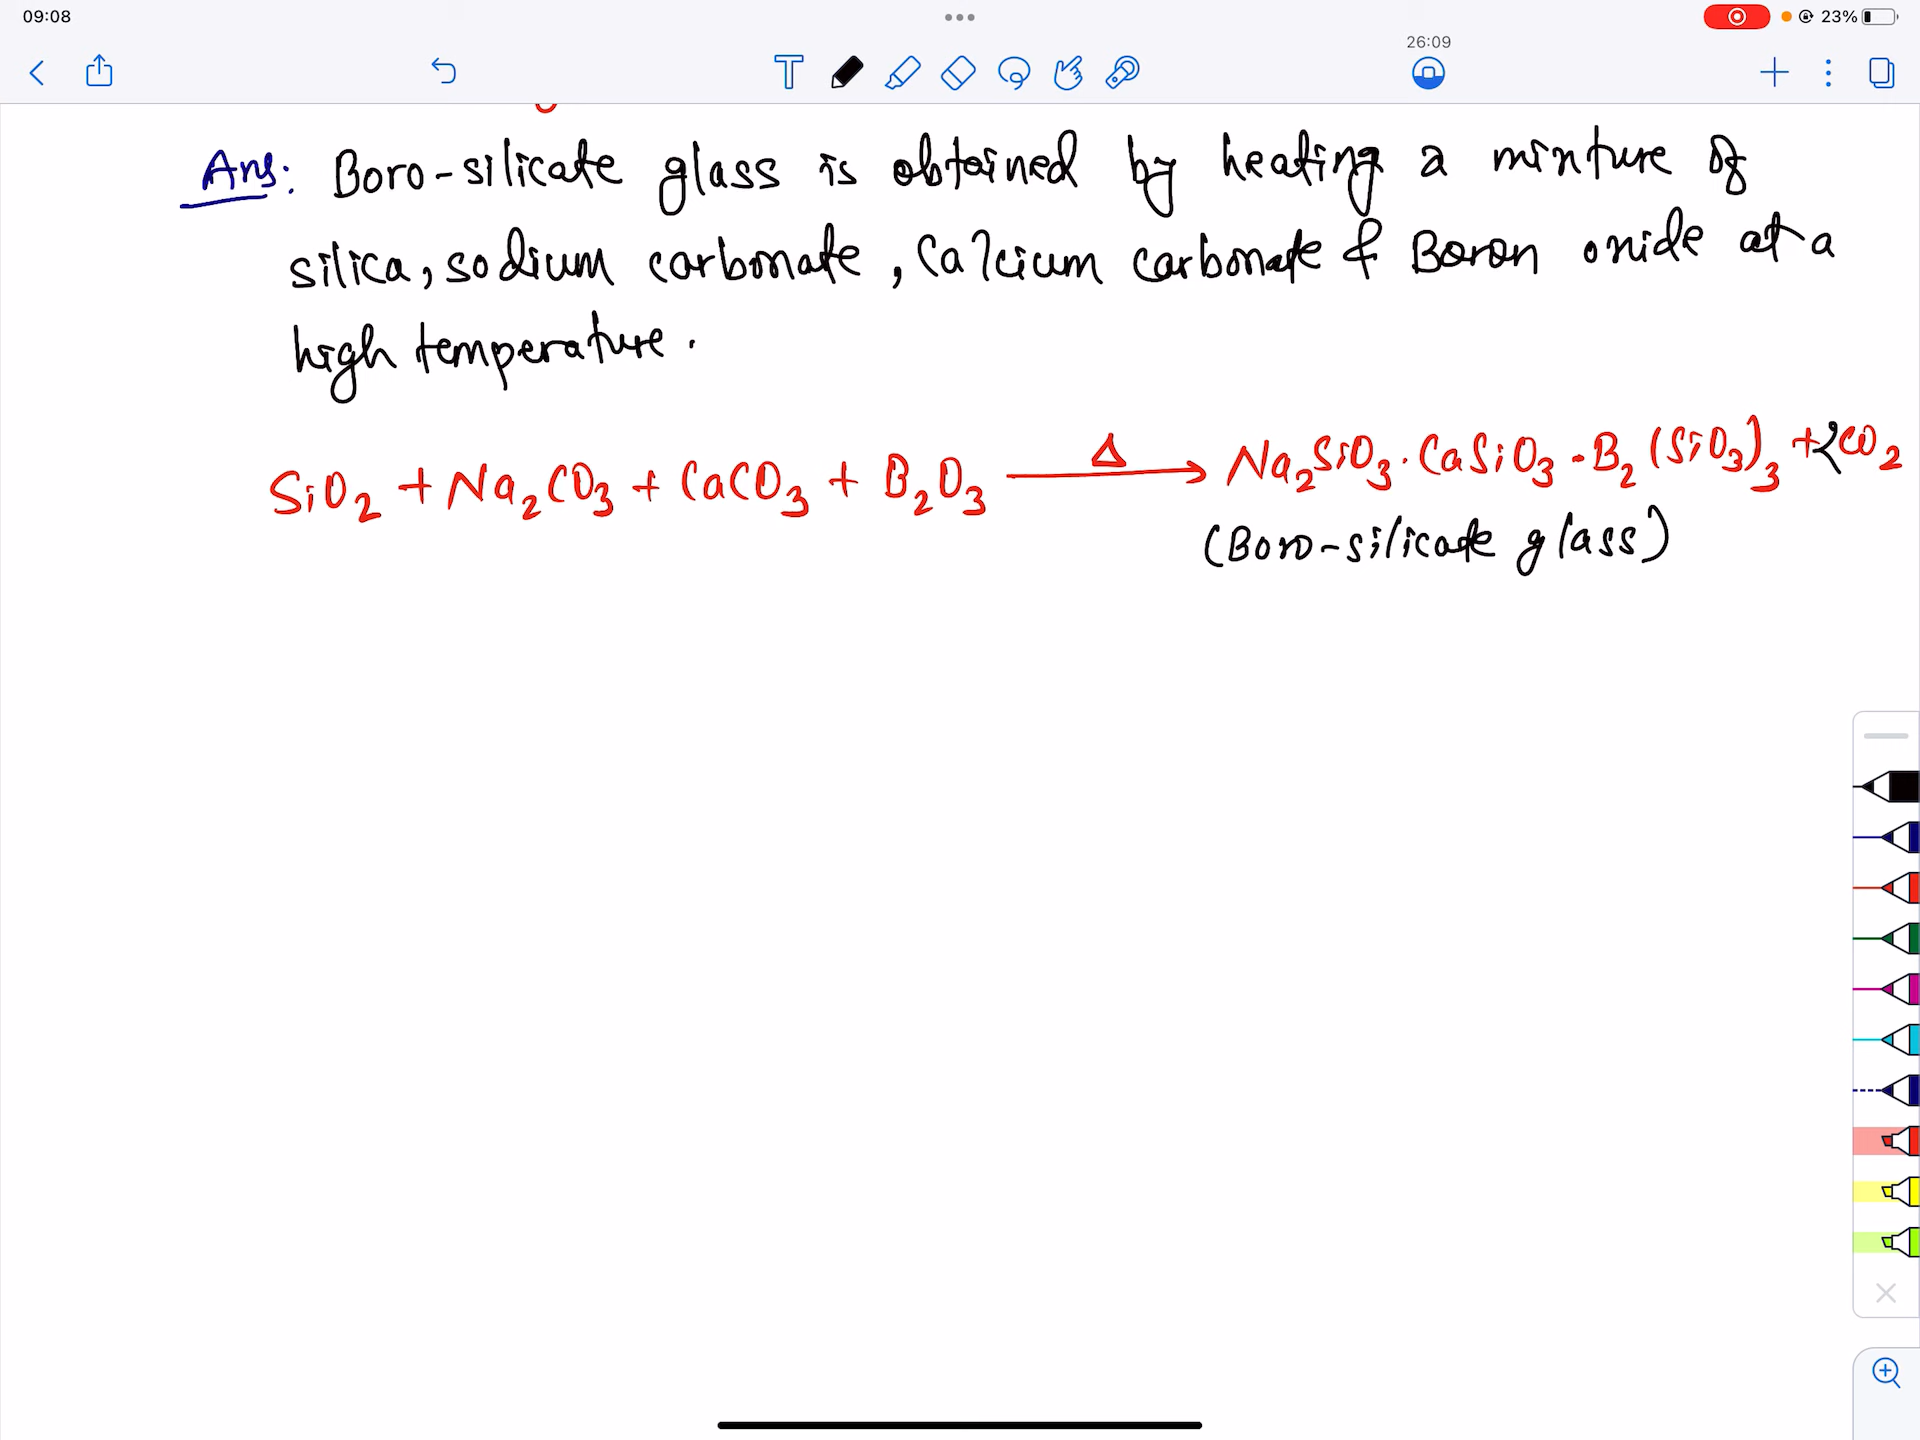 09:08
23%
26:09
Ans: Boro-silicate glass is obtained by heating a mixture of
silica, sodium carbonate, Calcium carbonate & Boron oxide at a
high temperature.
SiO₂ + Na₂CO₃ + CaCO₃ + B₂O₃ —Δ→ Na₂SiO₃·CaSiO₃·B₂(SiO₃)₃ + 2CO₂
(Boro-silicate glass)